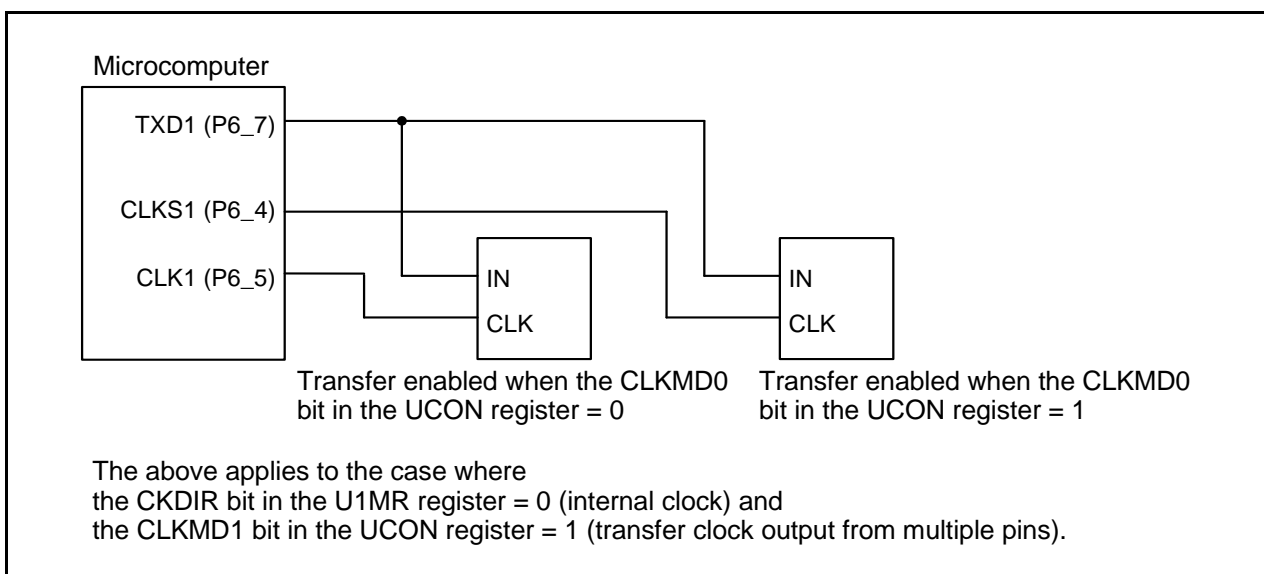 Microcomputer
TXD1 (P6_7)
CLKS1 (P6_4)
CLK1 (P6_5)
IN
CLK
IN
CLK
Transfer enabled when the CLKMD0
bit in the UCON register = 0
Transfer enabled when the CLKMD0
bit in the UCON register = 1
The above applies to the case where
the CKDIR bit in the U1MR register = 0 (internal clock) and
the CLKMD1 bit in the UCON register = 1 (transfer clock output from multiple pins).